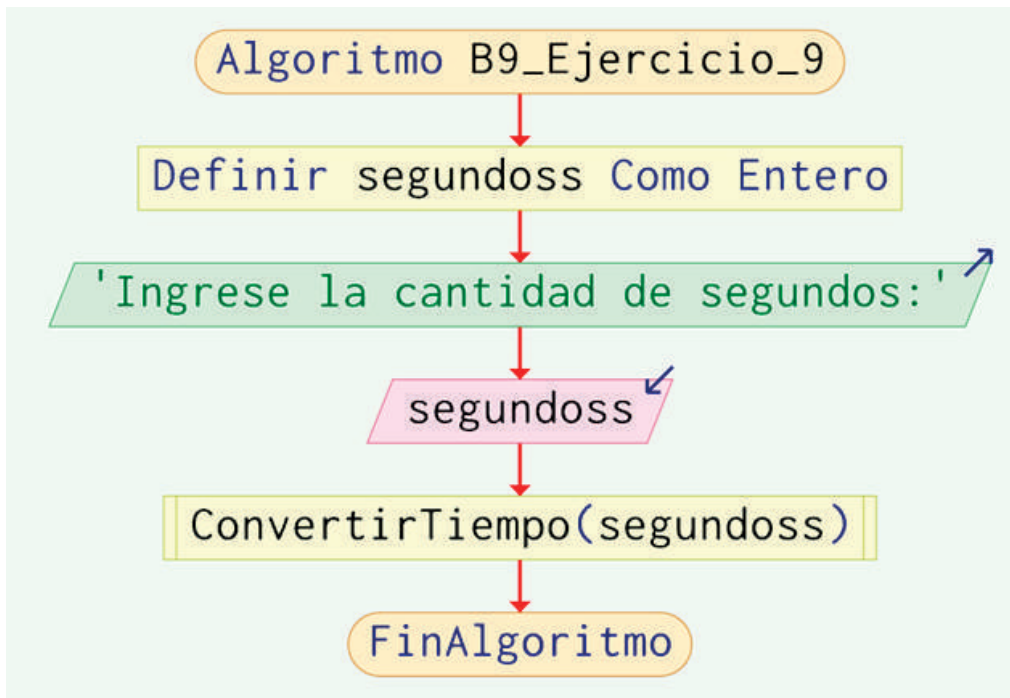 Algoritmo B9_Ejercicio_9
Definir segundoss Como Entero
'Ingrese la cantidad de segundos:'
segundoss
ConvertirTiempo(segundoss)
FinAlgoritmo